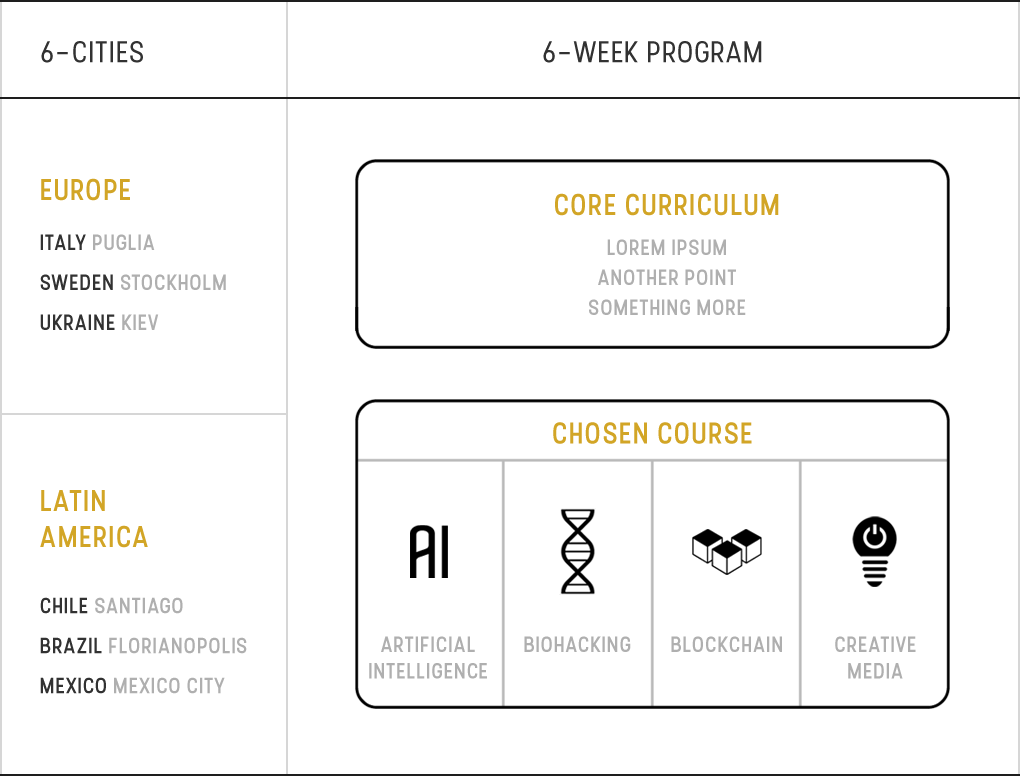 6-CITIES
6-WEEK PROGRAM
EUROPE
ITALY PUGLIA
SWEDEN STOCKHOLM
UKRAINE KIEV
LATIN
AMERICA
CHILE SANTIAGO
BRAZIL FLORIANOPOLIS
MEXICO MEXICO CITY
CORE CURRICULUM
LOREM IPSUM
ANOTHER POINT
SOMETHING MORE
CHOSEN COURSE
AI
ARTIFICIAL
INTELLIGENCE
BIOHACKING
BLOCKCHAIN
CREATIVE
MEDIA